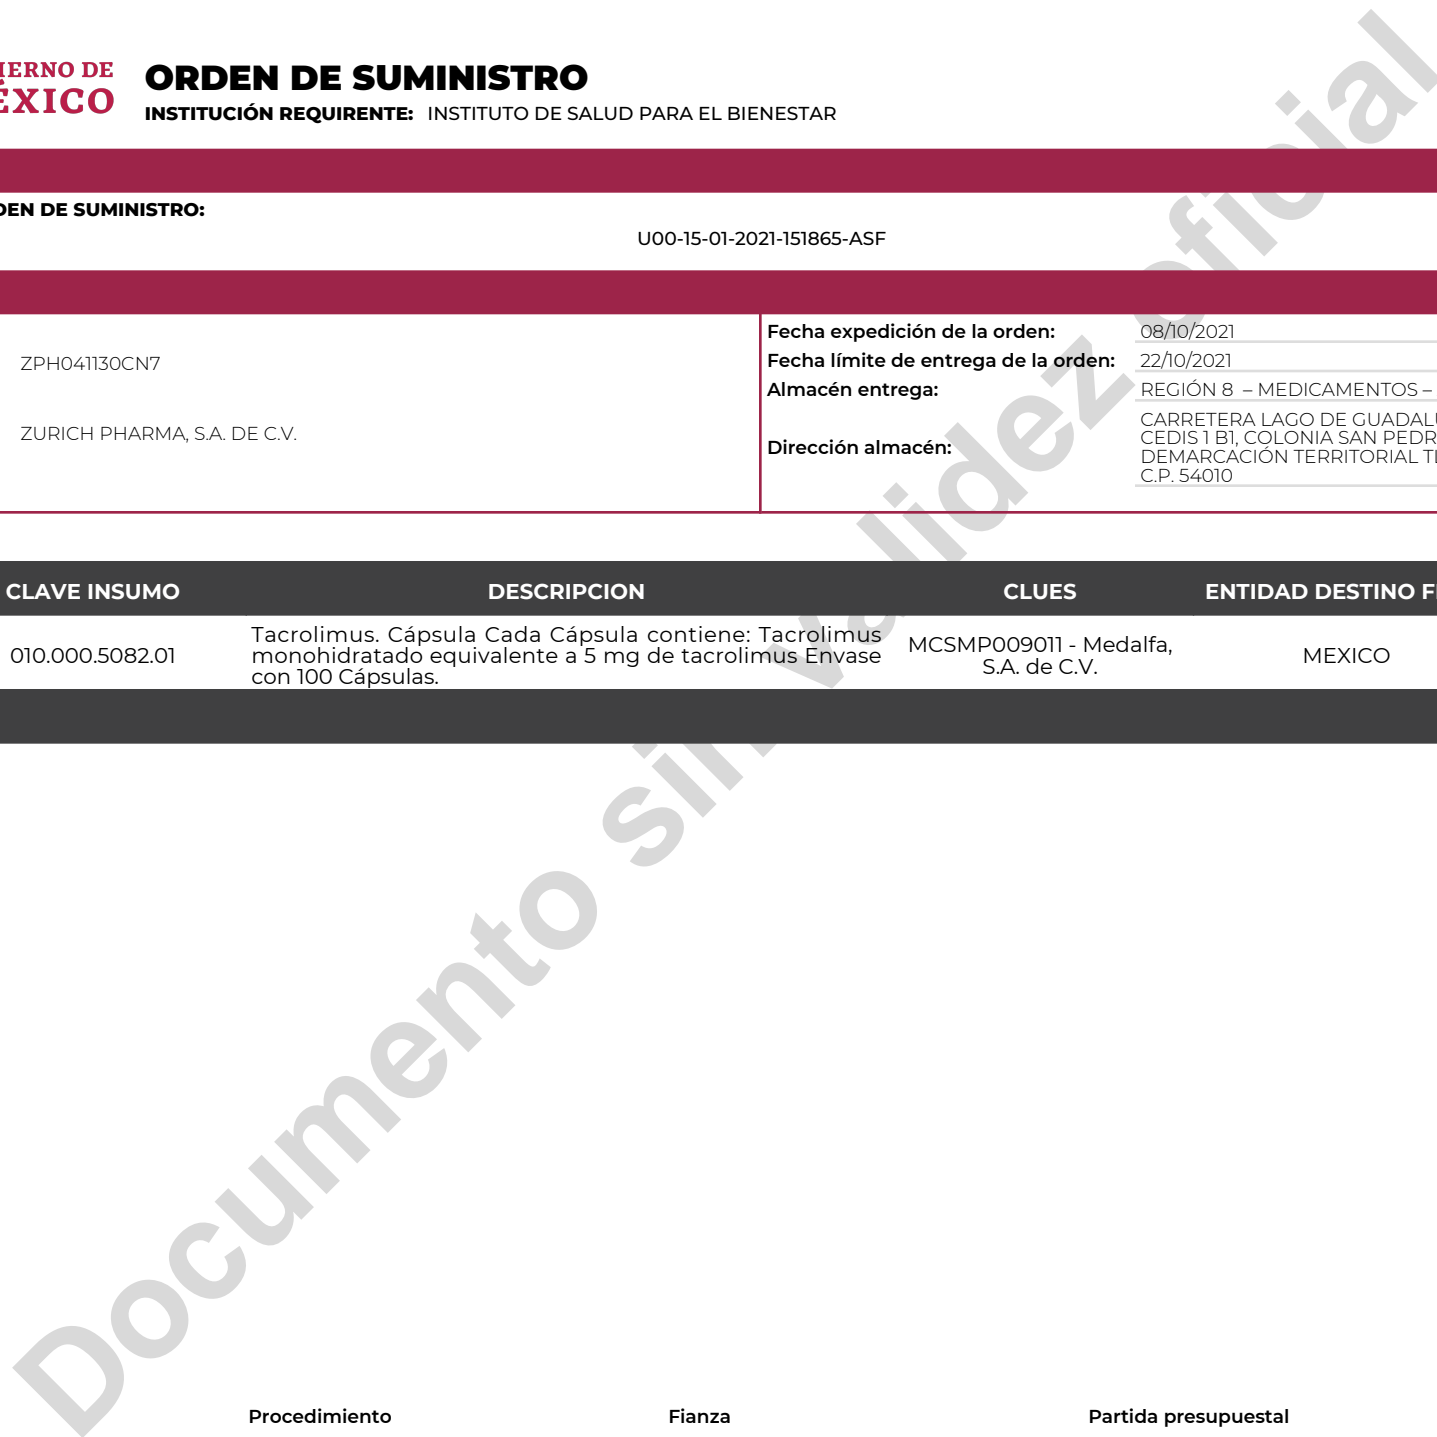 IERNO DE
ÉXICO
ORDEN DE SUMINISTRO
INSTITUCIÓN REQUIRENTE: INSTITUTO DE SALUD PARA EL BIENESTAR
DEN DE SUMINISTRO:
U00-15-01-2021-151865-ASF
ZPH041130CN7
ZURICH PHARMA, S.A. DE C.V.
Fecha expedición de la orden: 08/10/2021
Fecha límite de entrega de la orden: 22/10/2021
Almacén entrega: REGIÓN 8 – MEDICAMENTOS –
Dirección almacén:
CARRETERA LAGO DE GUADALU
CEDIS 1 B1, COLONIA SAN PEDR
DEMARCACIÓN TERRITORIAL TL
C.P. 54010
CLAVE INSUMO DESCRIPCION CLUES ENTIDAD DESTINO FI
010.000.5082.01
Tacrolimus. Cápsula Cada Cápsula contiene: Tacrolimus
monohidratado equivalente a 5 mg de tacrolimus Envase
con 100 Cápsulas.
MCSMP009011 - Medalfa,
S.A. de C.V.
MEXICO
Documento sin validez oficial
Procedimiento Fianza Partida presupuestal